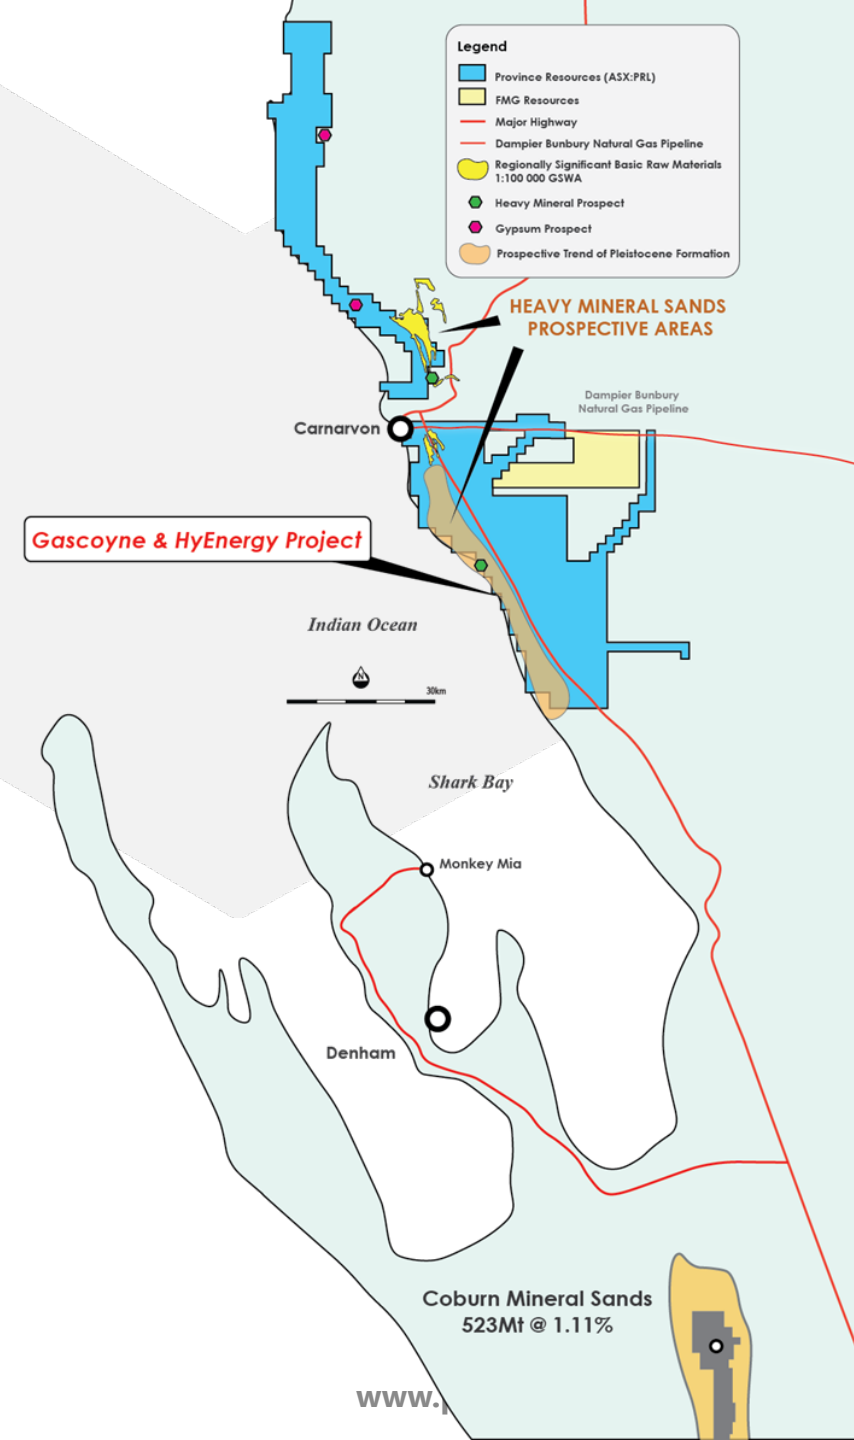 Legend
Province Resources (ASX:PRL)
FMG Resources
Major Highway
Dampier Bunbury Natural Gas Pipeline
Regionally Significant Basic Raw Materials
1:100 000 GSWA
Heavy Mineral Prospect
Gypsum Prospect
Prospective Trend of Pleistocene Formation
HEAVY MINERAL SANDS
PROSPECTIVE AREAS
Dampier Bunbury
Natural Gas Pipeline
Carnarvon
Gascoyne & HyEnergy Project
Indian Ocean
N
30km
Shark Bay
Monkey Mia
Denham
Coburn Mineral Sands
523Mt @ 1.11%
www.